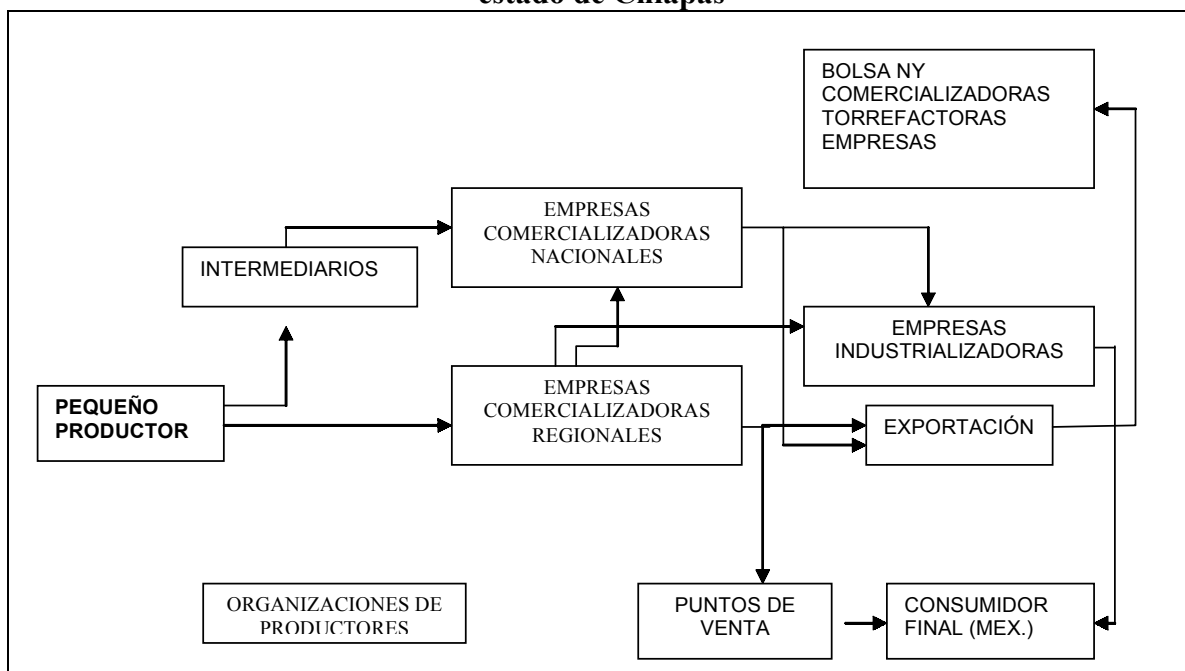 estado de Chiapas
BOLSA NY
COMERCIALIZADORAS
TORREFACTORAS
EMPRESAS
EMPRESAS
COMERCIALIZADORAS
NACIONALES
INTERMEDIARIOS
EMPRESAS
INDUSTRIALIZADORAS
PEQUEÑO
PRODUCTOR
EMPRESAS
COMERCIALIZADORAS
REGIONALES
EXPORTACIÓN
ORGANIZACIONES DE
PRODUCTORES
PUNTOS DE
VENTA
CONSUMIDOR
FINAL (MEX.)